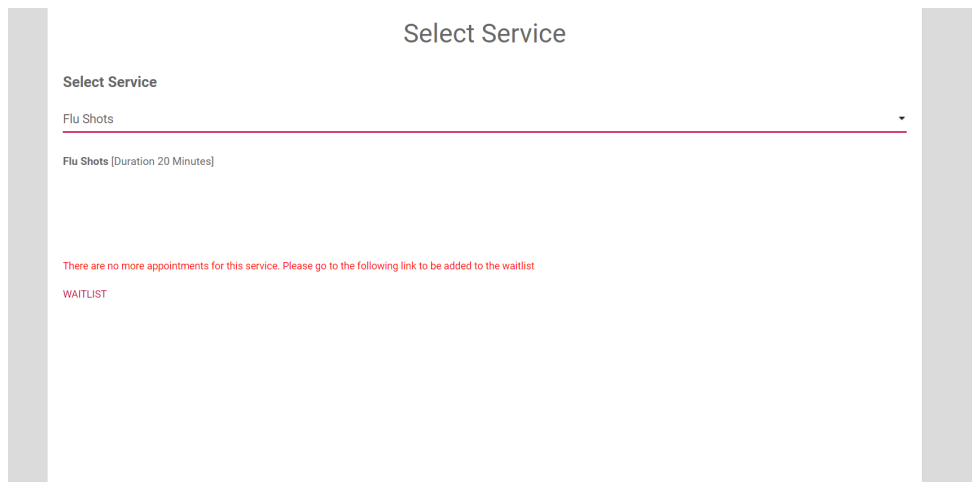 Select Service
Select Service
Flu Shots
Flu Shots [Duration 20 Minutes]
There are no more appointments for this service. Please go to the following link to be added to the waitlist
WAITLIST